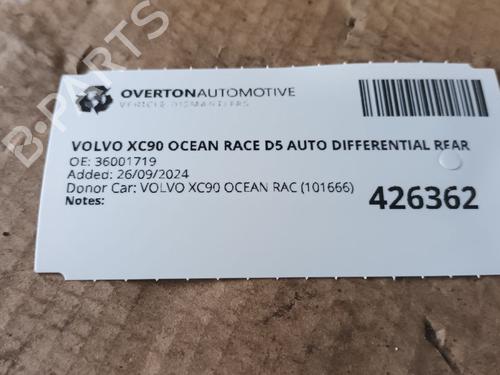 B-PARTS
OVERTONAUTOMOTIVE
VEHICLE DISMANTLERS
VOLVO XC90 OCEAN RACE D5 AUTO DIFFERENTIAL REAR
OE: 36001719
Added: 26/09/2024
Donor Car: VOLVO XC90 OCEAN RAC (101666)
Notes:
426362